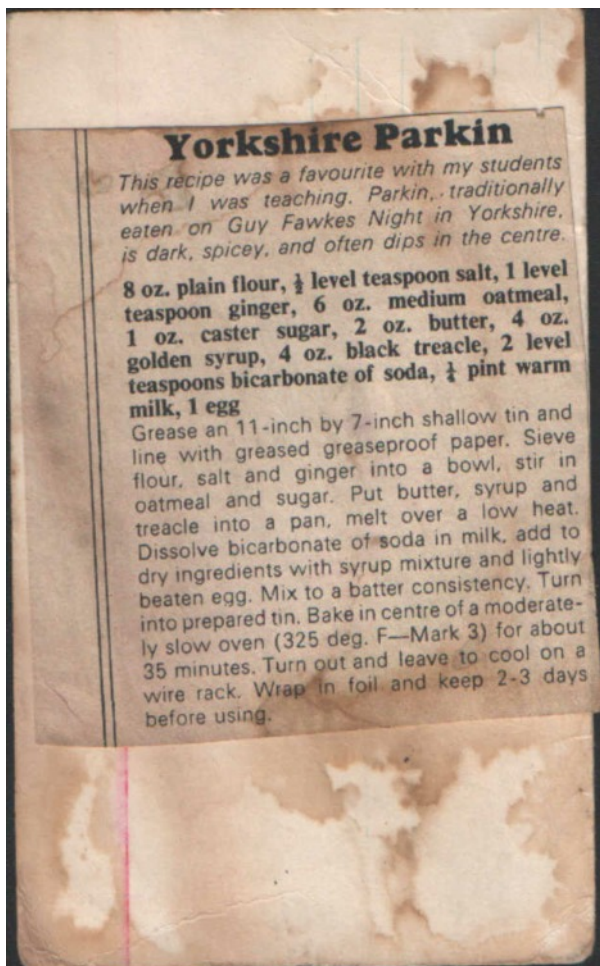 Yorkshire Parkin
This recipe was a favourite with my students
when I was teaching. Parkin, traditionally
eaten on Guy Fawkes Night in Yorkshire,
is dark, spicey, and often dips in the centre.
8 oz. plain flour, ½ level teaspoon salt, 1 level
teaspoon ginger, 6 oz. medium oatmeal,
1 oz. caster sugar, 2 oz. butter, 4 oz.
golden syrup, 4 oz. black treacle, 2 level
teaspoons bicarbonate of soda, ¼ pint warm
milk, 1 egg
Grease an 11-inch by 7-inch shallow tin and
line with greased greaseproof paper. Sieve
flour, salt and ginger into a bowl, stir in
oatmeal and sugar. Put butter, syrup and
treacle into a pan, melt over a low heat.
Dissolve bicarbonate of soda in milk, add to
dry ingredients with syrup mixture and lightly
beaten egg. Mix to a batter consistency. Turn
into prepared tin. Bake in centre of a moderate-
ly slow oven (325 deg. F—Mark 3) for about
35 minutes. Turn out and leave to cool on a
wire rack. Wrap in foil and keep 2-3 days
before using.